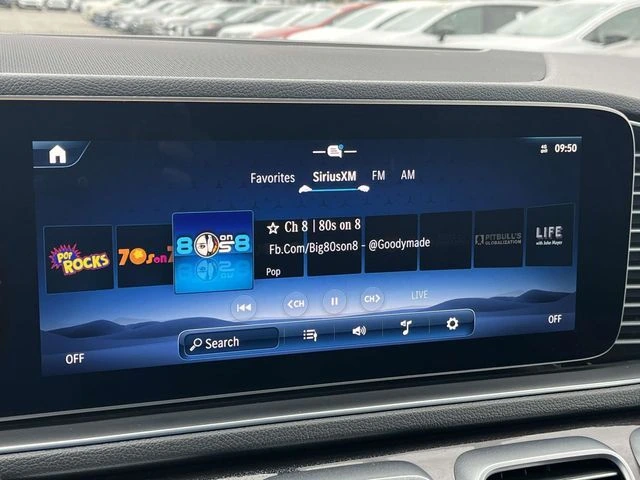 09:50
Favorites SiriusXM FM AM
POP ROCKS
70s on 7
80s on 8
☆ Ch 8 | 80s on 8
Fb.Com/Big80son8 - @Goodymade
Pop
PITBULL'S GLOBALIZATION
LIFE
with John Mayer
<CH CH> LIVE
Search
OFF OFF